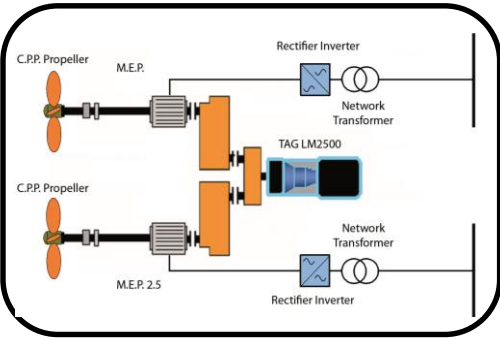 Rectifier Inverter
C.P.P. Propeller
M.E.P.
Network
Transformer
TAG LM2500
C.P.P. Propeller
Network
Transformer
M.E.P. 2.5
Rectifier Inverter